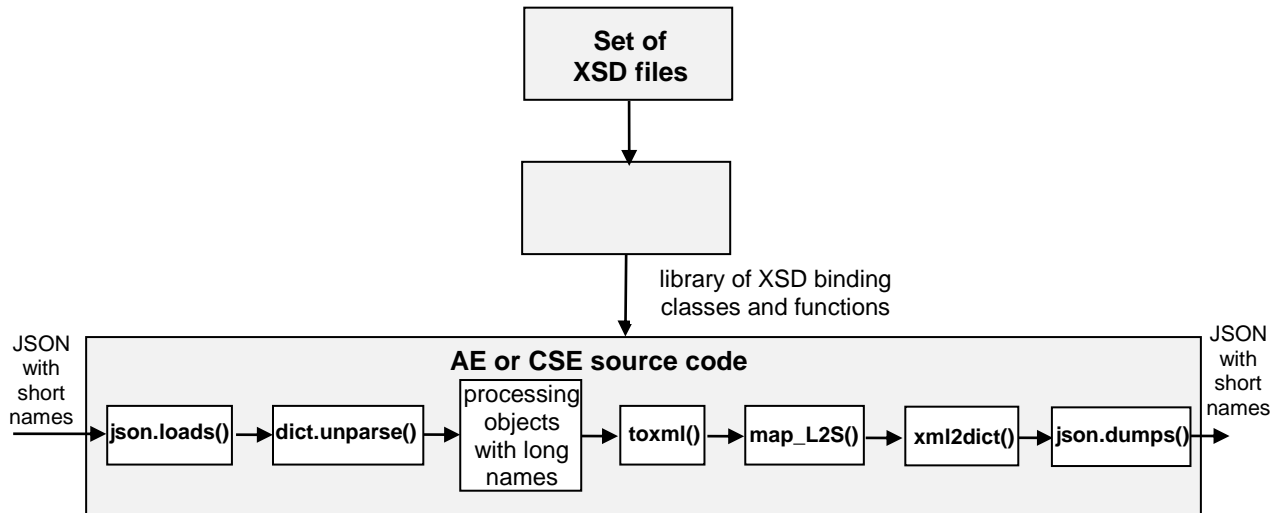 Set of
XSD files
library of XSD binding
classes and functions
JSON
with
short
names
AE or CSE source code
json.loads()
dict.unparse()
processing
objects
with long
names
toxml()
map_L2S()
xml2dict()
json.dumps()
JSON
with
short
names